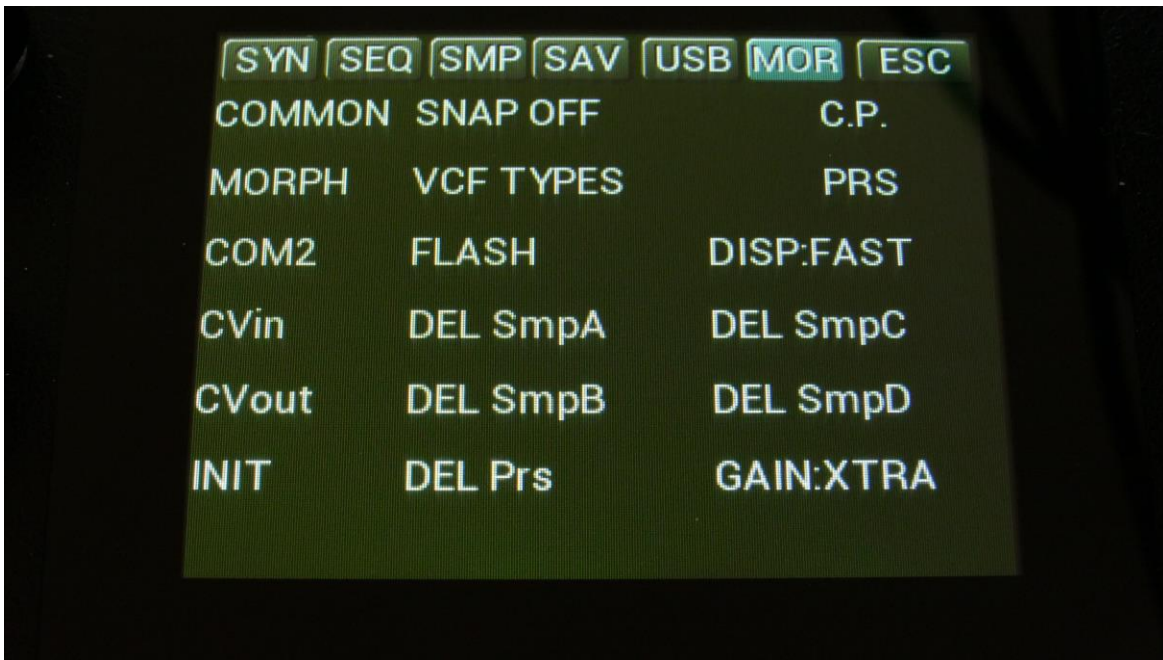 SYN SEQ SMP SAV USB MOR ESC
COMMON SNAP OFF C.P.
MORPH VCF TYPES PRS
COM2 FLASH DISP:FAST
CVin DEL SmpA DEL SmpC
CVout DEL SmpB DEL SmpD
INIT DEL Prs GAIN:XTRA